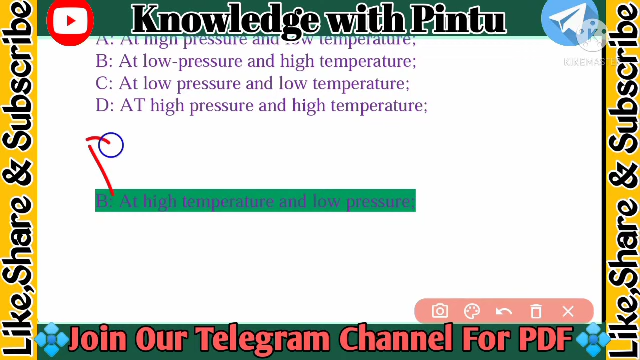 Knowledge with Pintu
A: At high pressure and low temperature;
B: At low-pressure and high temperature;
C: At low pressure and low temperature;
D: AT high pressure and high temperature;
B: At high temperature and low pressure;
Like,Share & Subscribe
Like,Share & Subscribe
Join Our Telegram Channel For PDF